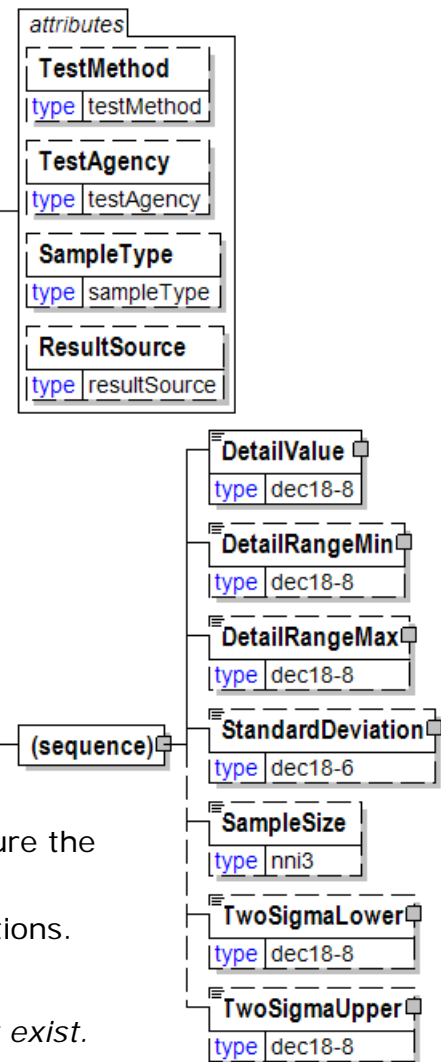 attributes
TestMethod
type testMethod
TestAgency
type testAgency
SampleType
type sampleType
ResultSource
type resultSource
DetailValue
type dec18-8
DetailRangeMin
type dec18-8
DetailRangeMax
type dec18-8
(sequence)
StandardDeviation
type dec18-6
SampleSize
type nni3
TwoSigmaLower
type dec18-8
TwoSigmaUpper
type dec18-8
ure the
tions.
exist.